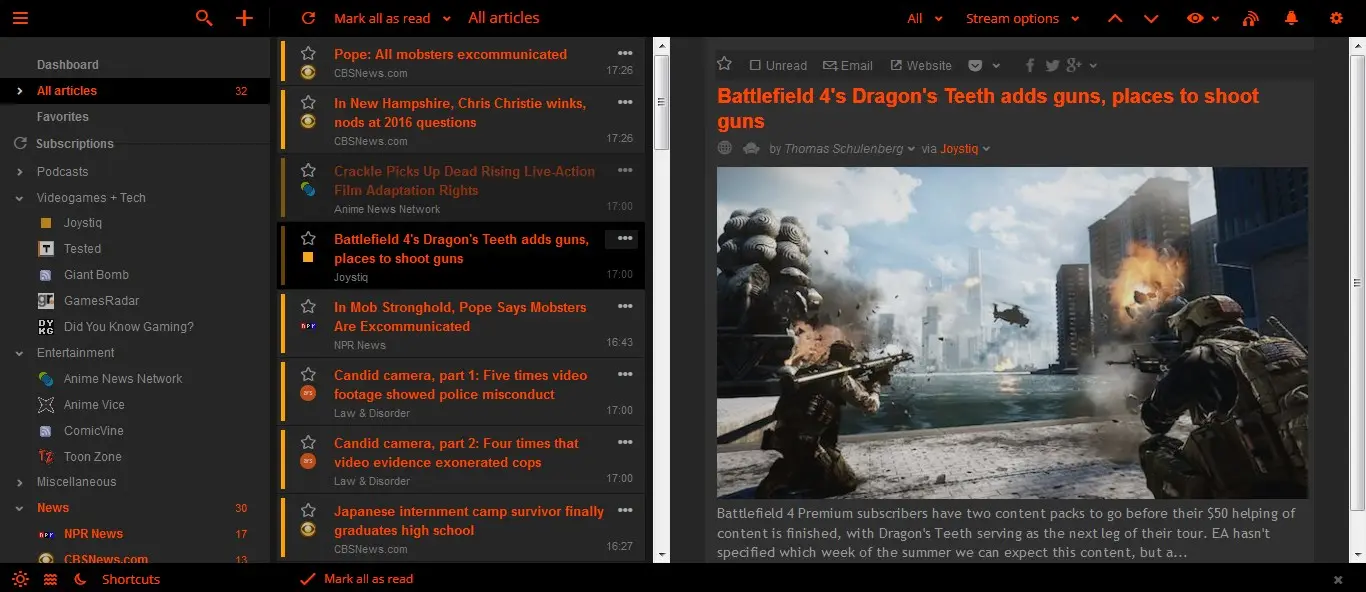 Mark all as read
All articles
All
Stream options
Dashboard
All articles 32
Favorites
Subscriptions
Podcasts
Videogames + Tech
Joystiq
T Tested
Giant Bomb
gr GamesRadar
DYKG Did You Know Gaming?
Entertainment
Anime News Network
Anime Vice
ComicVine
TZ Toon Zone
Miscellaneous
News 30
npr NPR News 17
CBSNews.com 13
Shortcuts
Pope: All mobsters excommunicated
CBSNews.com 17:26
In New Hampshire, Chris Christie winks,
nods at 2016 questions
CBSNews.com 17:26
Crackle Picks Up Dead Rising Live-Action
Film Adaptation Rights
Anime News Network 17:00
Battlefield 4's Dragon's Teeth adds guns,
places to shoot guns
Joystiq 17:00
In Mob Stronghold, Pope Says Mobsters
npr Are Excommunicated
NPR News 16:43
Candid camera, part 1: Five times video
footage showed police misconduct
Law & Disorder 17:00
Candid camera, part 2: Four times that
video evidence exonerated cops
Law & Disorder 17:00
Japanese internment camp survivor finally
graduates high school
CBSNews.com 16:27
Mark all as read
Unread Email Website
Battlefield 4's Dragon's Teeth adds guns, places to shoot
guns
by Thomas Schulenberg via Joystiq
Battlefield 4 Premium subscribers have two content packs to go before their $50 helping of
content is finished, with Dragon's Teeth serving as the next leg of their tour. EA hasn't
specified which week of the summer we can expect this content, but a...